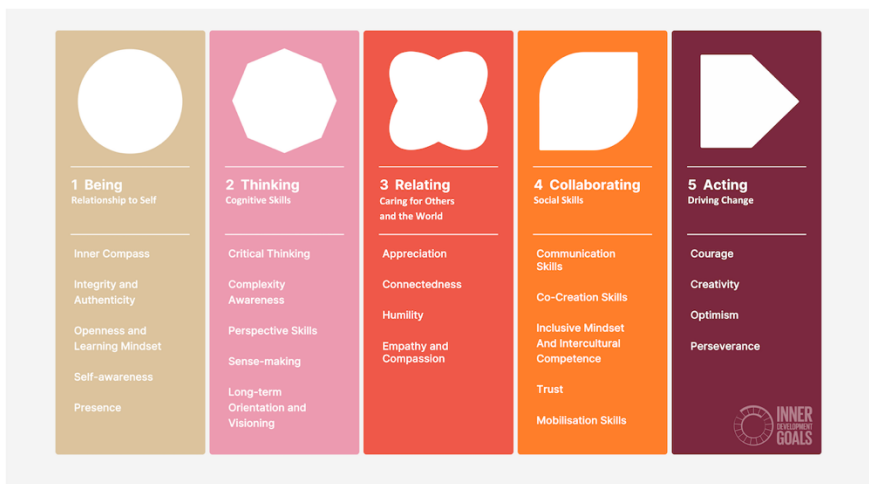 1 Being
Relationship to Self
Inner Compass
Integrity and
Authenticity
Openness and
Learning Mindset
Self-awareness
Presence
2 Thinking
Cognitive Skills
Critical Thinking
Complexity
Awareness
Perspective Skills
Sense-making
Long-term
Orientation and
Visioning
3 Relating
Caring for Others
and the World
Appreciation
Connectedness
Humility
Empathy and
Compassion
4 Collaborating
Social Skills
Communication
Skills
Co-Creation Skills
Inclusive Mindset
And Intercultural
Competence
Trust
Mobilisation Skills
5 Acting
Driving Change
Courage
Creativity
Optimism
Perseverance
INNER
DEVELOPMENT
GOALS